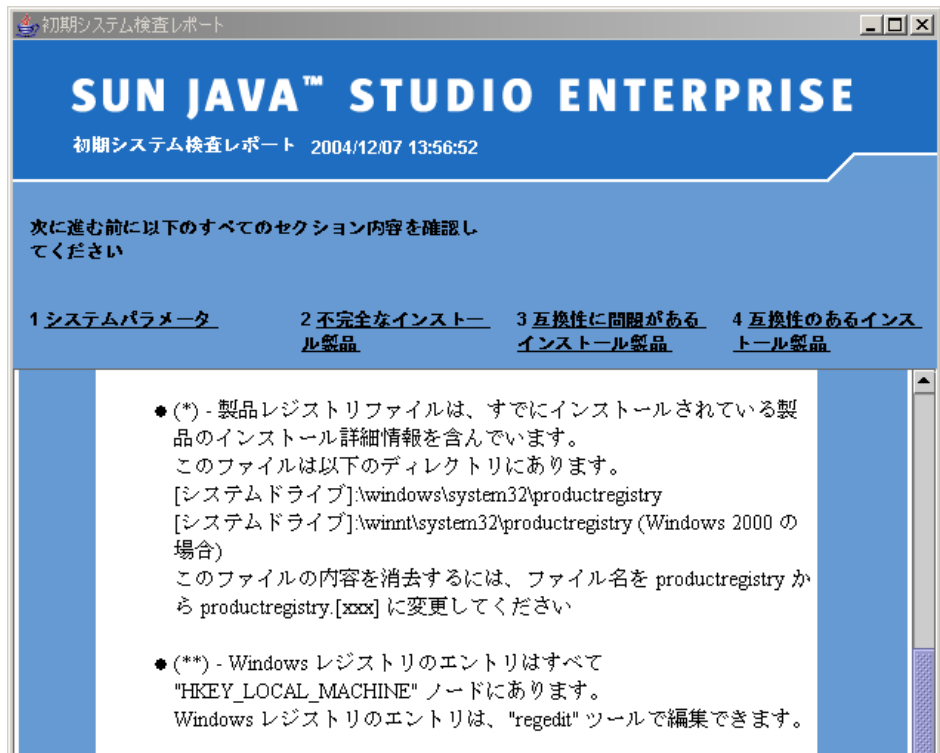 初期システム検査レポート
SUN JAVA™ STUDIO ENTERPRISE
初期システム検査レポート 2004/12/07 13:56:52
次に進む前に以下のすべてのセクション内容を確認し
てください
1 システムパラメータ
2 不完全なインストー
ル製品
3 互換性に問題がある
インストール製品
4 互換性のあるインス
トール製品
●(*) - 製品レジストリファイルは、すでにインストールされている製
品のインストール詳細情報を含んでいます。
このファイルは以下のディレクトリにあります。
[システムドライブ]:\windows\system32\productregistry
[システムドライブ]:\winnt\system32\productregistry (Windows 2000 の
場合)
このファイルの内容を消去するには、ファイル名を productregistry か
ら productregistry.[xxx] に変更してください
●(**) - Windows レジストリのエントリはすべて
"HKEY_LOCAL_MACHINE" ノードにあります。
Windows レジストリのエントリは、"regedit" ツールで編集できます。